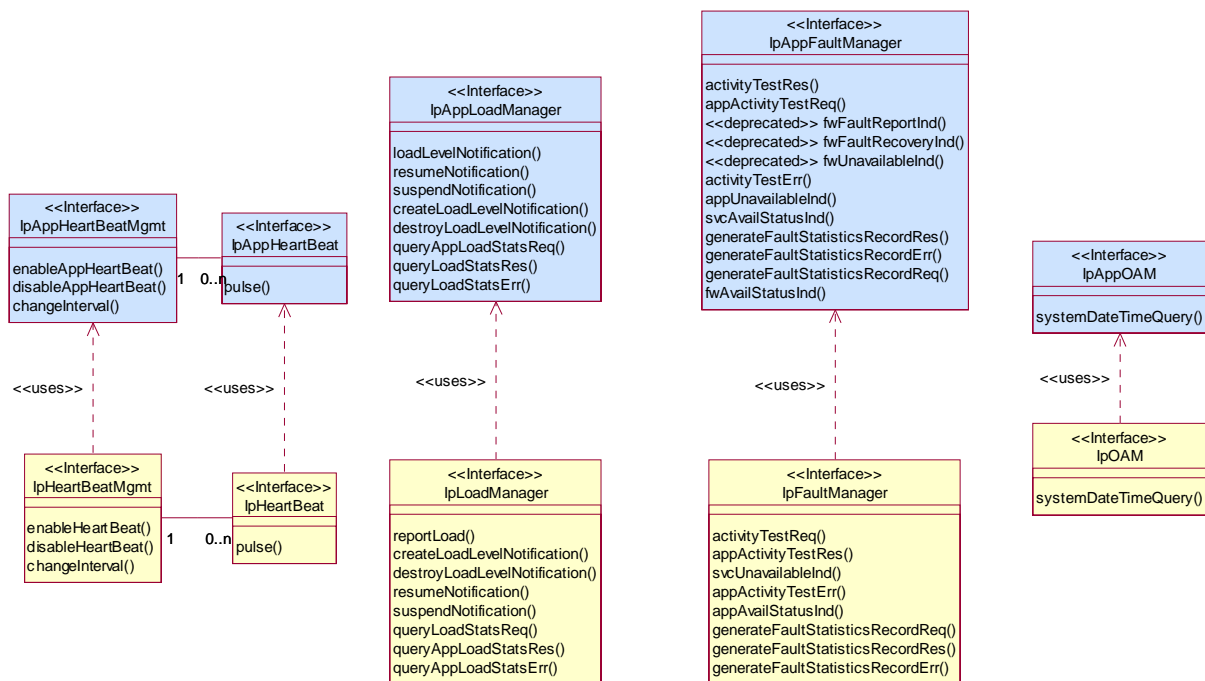 <<Interface>>
IpAppHeartBeatMgmt
enableAppHeartBeat()
disableAppHeartBeat()
changeInterval()
1
0..n
<<Interface>>
IpAppHeartBeat
pulse()
<<Interface>>
IpAppLoadManager
loadLevelNotification()
resumeNotification()
suspendNotification()
createLoadLevelNotification()
destroyLoadLevelNotification()
queryAppLoadStatsReq()
queryLoadStatsRes()
queryLoadStatsErr()
<<Interface>>
IpAppFaultManager
activityTestRes()
appActivityTestReq()
<<deprecated>> fwFaultReportInd()
<<deprecated>> fwFaultRecoveryInd()
<<deprecated>> fwUnavailableInd()
activityTestErr()
appUnavailableInd()
svcAvailStatusInd()
generateFaultStatisticsRecordRes()
generateFaultStatisticsRecordErr()
generateFaultStatisticsRecordReq()
fwAvailStatusInd()
<<Interface>>
IpAppOAM
systemDateTimeQuery()
<<uses>>
<<uses>>
<<uses>>
<<uses>>
<<uses>>
<<Interface>>
IpHeartBeatMgmt
enableHeartBeat()
disableHeartBeat()
changeInterval()
1
0..n
<<Interface>>
IpHeartBeat
pulse()
<<Interface>>
IpLoadManager
reportLoad()
createLoadLevelNotification()
destroyLoadLevelNotification()
resumeNotification()
suspendNotification()
queryLoadStatsReq()
queryAppLoadStatsRes()
queryAppLoadStatsErr()
<<Interface>>
IpFaultManager
activityTestReq()
appActivityTestRes()
svcUnavailableInd()
appActivityTestErr()
appAvailStatusInd()
generateFaultStatisticsRecordReq()
generateFaultStatisticsRecordRes()
generateFaultStatisticsRecordErr()
<<Interface>>
IpOAM
systemDateTimeQuery()